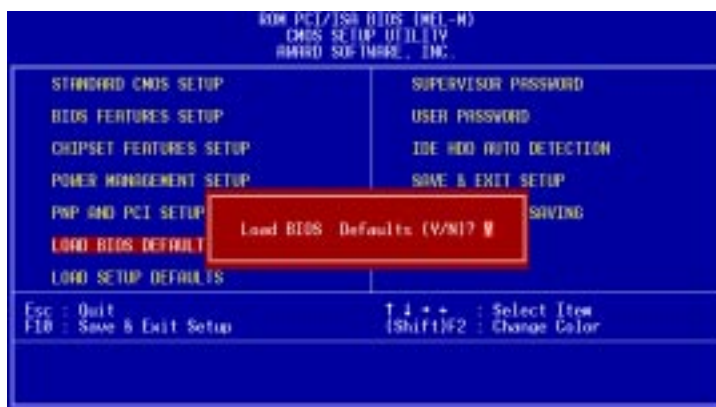 ROM PCI/ISA BIOS
CMOS SETUP UTILITY
AWARD SOFTWARE, INC.
STANDARD CMOS SETUP
BIOS FEATURES SETUP
CHIPSET FEATURES SETUP
POWER MANAGEMENT SETUP
PNP AND PCI SETUP
LOAD BIOS DEFAULT
LOAD SETUP DEFAULTS
SUPERVISOR PASSWORD
USER PASSWORD
IDE HDD AUTO DETECTION
SAVE & EXIT SETUP
SAVING
Load BIOS Defaults (Y/N)?
Esc : Quit
F10 : Save & Exit Setup
↑ ↓ → ← : Select Item
(Shift)F2 : Change Color